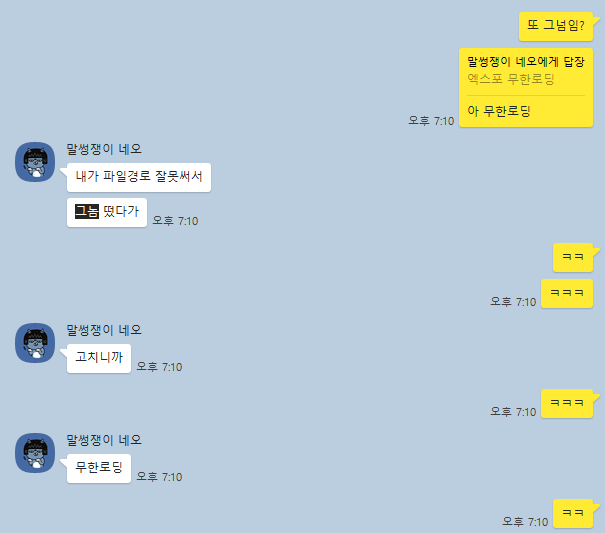 또 그넘임?
말썽쟁이 네오에게 답장
엑스포 무한로딩
아 무한로딩
오후 7:10
말썽쟁이 네오
내가 파일경로 잘못써서
그놈 떴다가
오후 7:10
ㅋㅋ
ㅋㅋㅋ
오후 7:10
말썽쟁이 네오
고치니까
오후 7:10
ㅋㅋㅋ
오후 7:10
말썽쟁이 네오
무한로딩
오후 7:10
ㅋㅋ
오후 7:10